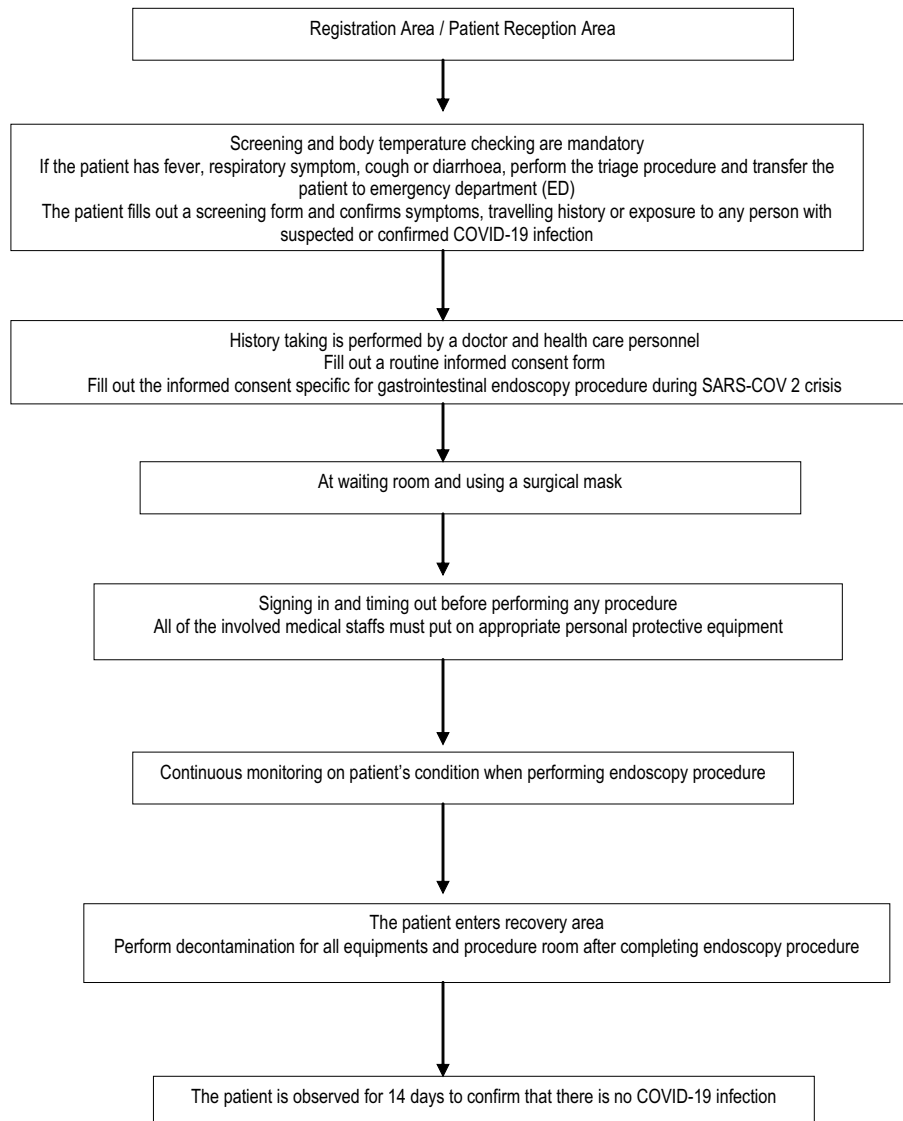 Registration Area / Patient Reception Area
Screening and body temperature checking are mandatory
If the patient has fever, respiratory symptom, cough or diarrhoea, perform the triage procedure and transfer the
patient to emergency department (ED)
The patient fills out a screening form and confirms symptoms, travelling history or exposure to any person with
suspected or confirmed COVID-19 infection
History taking is performed by a doctor and health care personnel
Fill out a routine informed consent form
Fill out the informed consent specific for gastrointestinal endoscopy procedure during SARS-COV 2 crisis
At waiting room and using a surgical mask
Signing in and timing out before performing any procedure
All of the involved medical staffs must put on appropriate personal protective equipment
Continuous monitoring on patient's condition when performing endoscopy procedure
The patient enters recovery area
Perform decontamination for all equipments and procedure room after completing endoscopy procedure
The patient is observed for 14 days to confirm that there is no COVID-19 infection